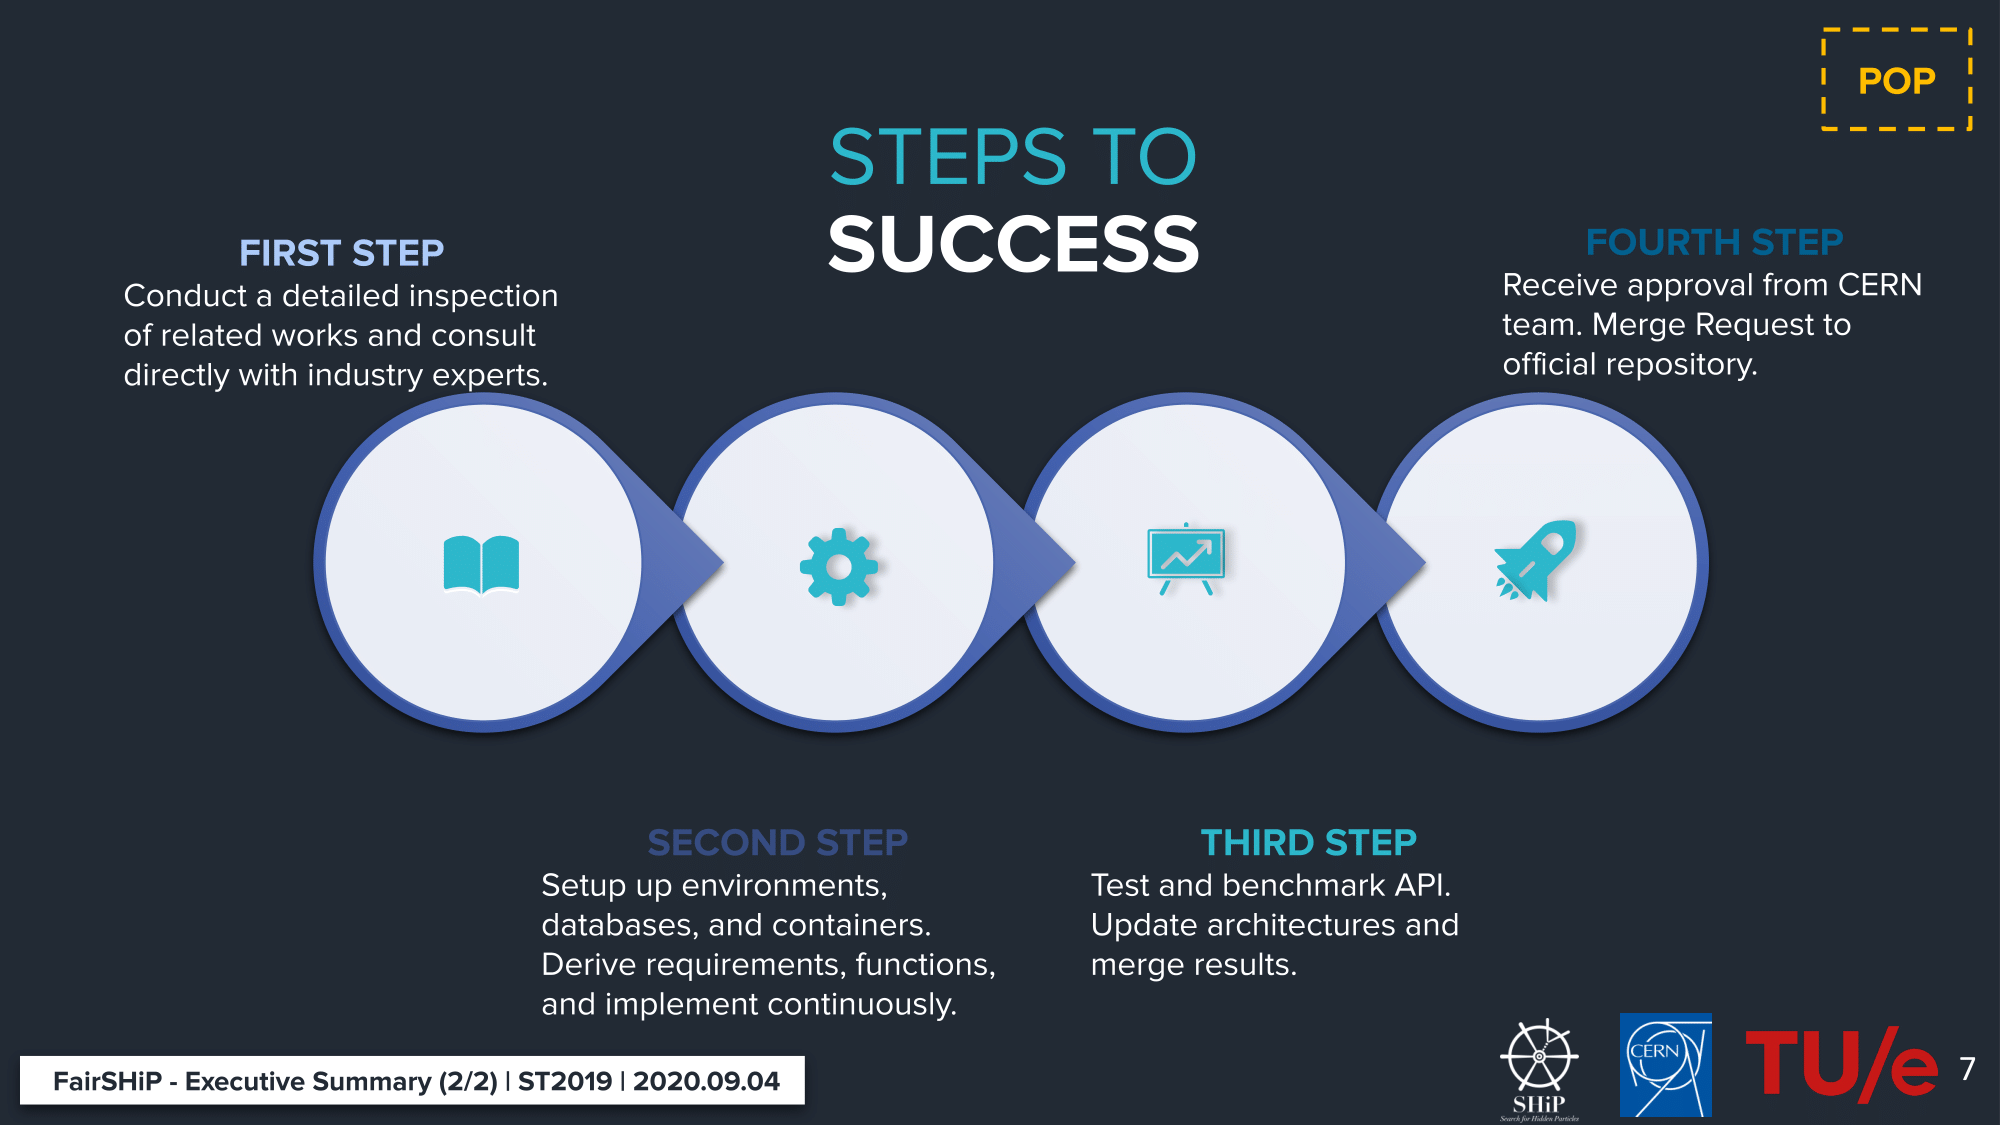 POP
STEPS TO
SUCCESS
FIRST STEP
Conduct a detailed inspection
of related works and consult
directly with industry experts.
FOURTH STEP
Receive approval from CERN
team. Merge Request to
official repository.
SECOND STEP
Setup up environments,
databases, and containers.
Derive requirements, functions,
and implement continuously.
THIRD STEP
Test and benchmark API.
Update architectures and
merge results.
FairSHiP - Executive Summary (2/2) | ST2019 | 2020.09.04
SHiP
Search for Hidden Particles
CERN
TU/e
7